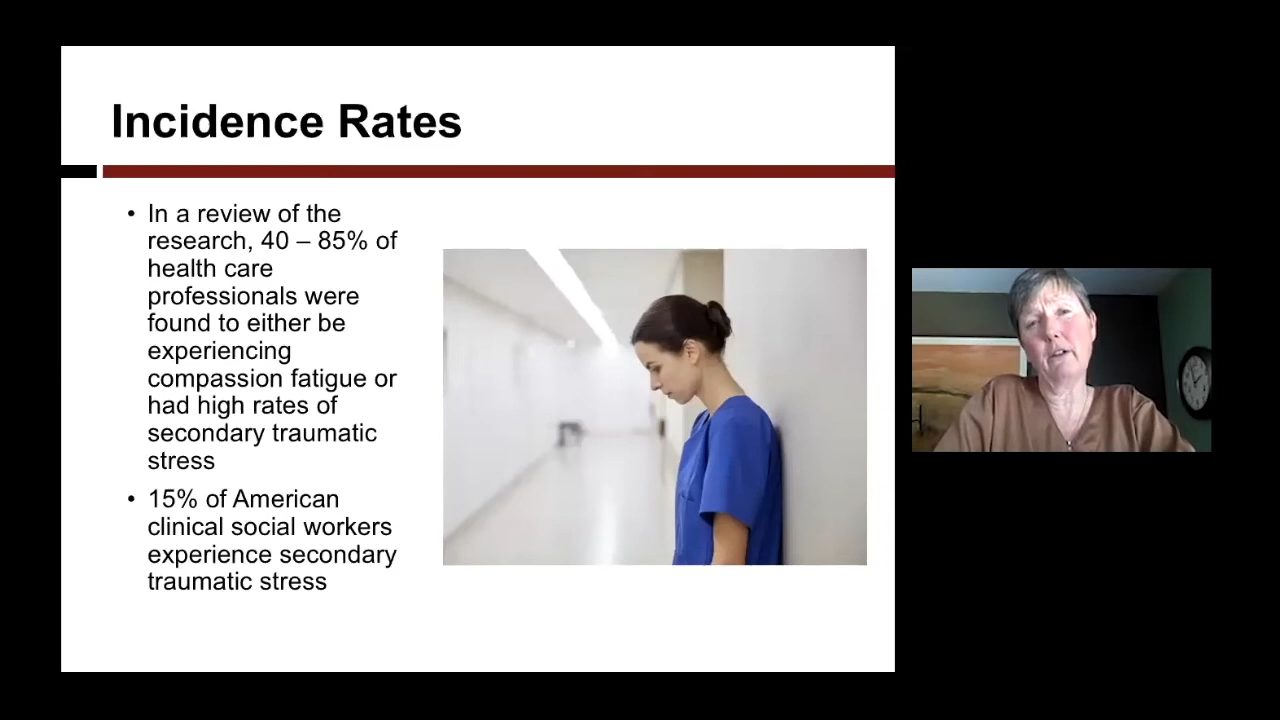 Incidence Rates
• In a review of the
research, 40 – 85% of
health care
professionals were
found to either be
experiencing
compassion fatigue or
had high rates of
secondary traumatic
stress
• 15% of American
clinical social workers
experience secondary
traumatic stress